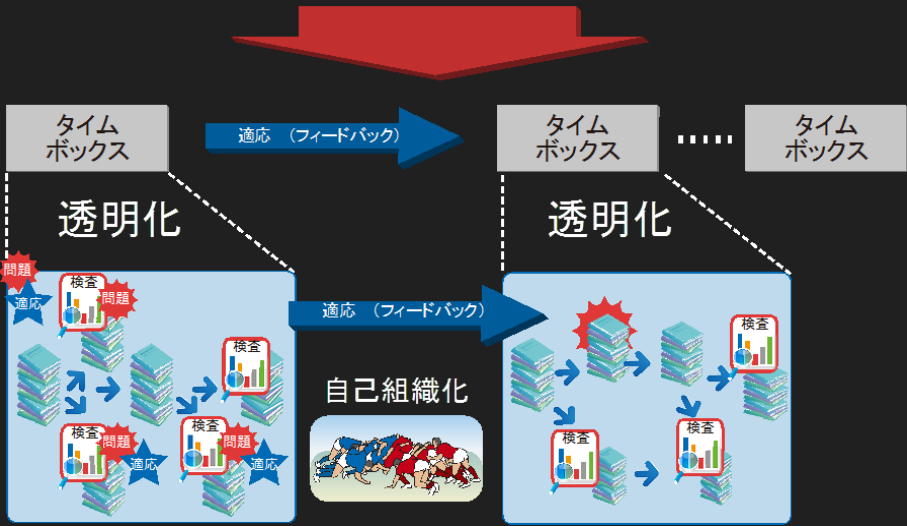 タイム
ボックス
適応 （フィードバック）
タイム
ボックス
タイム
ボックス
透明化
透明化
問題
適応
検査
問題
検査
検査
問題
適応
検査
問題
適応
適応 （フィードバック）
自己組織化
検査
検査
検査